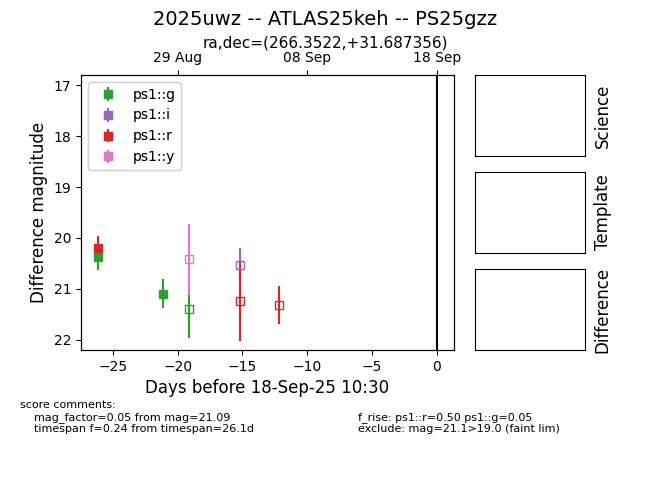 2025uwz -- ATLAS25keh -- PS25gzz
ra,dec=(266.3522,+31.687356)
29 Aug
08 Sep
18 Sep
ps1::g
ps1::i
ps1::r
ps1::y
17
18
19
20
21
22
Difference magnitude
−25
−20
−15
−10
−5
0
Days before 18-Sep-25 10:30
Science
Template
Difference
score comments:
mag_factor=0.05 from mag=21.09
timespan f=0.24 from timespan=26.1d
f_rise: ps1::r=0.50 ps1::g=0.05
exclude: mag=21.1>19.0 (faint lim)